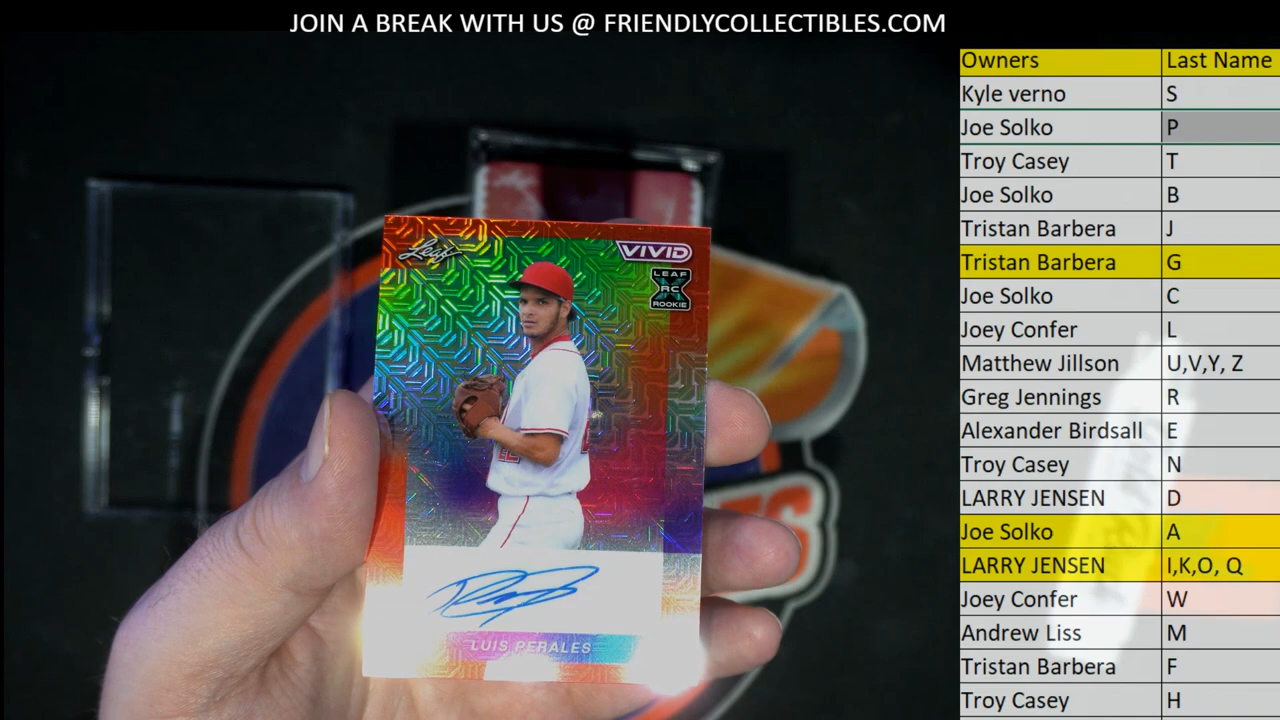 JOIN A BREAK WITH US @ FRIENDLYCOLLECTIBLES.COM
Owners Last Name
Kyle verno S
Joe Solko P
Troy Casey T
Joe Solko B
Tristan Barbera J
Tristan Barbera G
Joe Solko C
Joey Confer L
Matthew Jillson U,V,Y, Z
Greg Jennings R
Alexander Birdsall E
Troy Casey N
LARRY JENSEN D
Joe Solko A
LARRY JENSEN I,K,O, Q
Joey Confer W
Andrew Liss M
Tristan Barbera F
Troy Casey H
Leaf
VIVID
LEAF
RC
ROOKIE
LUIS PERALES